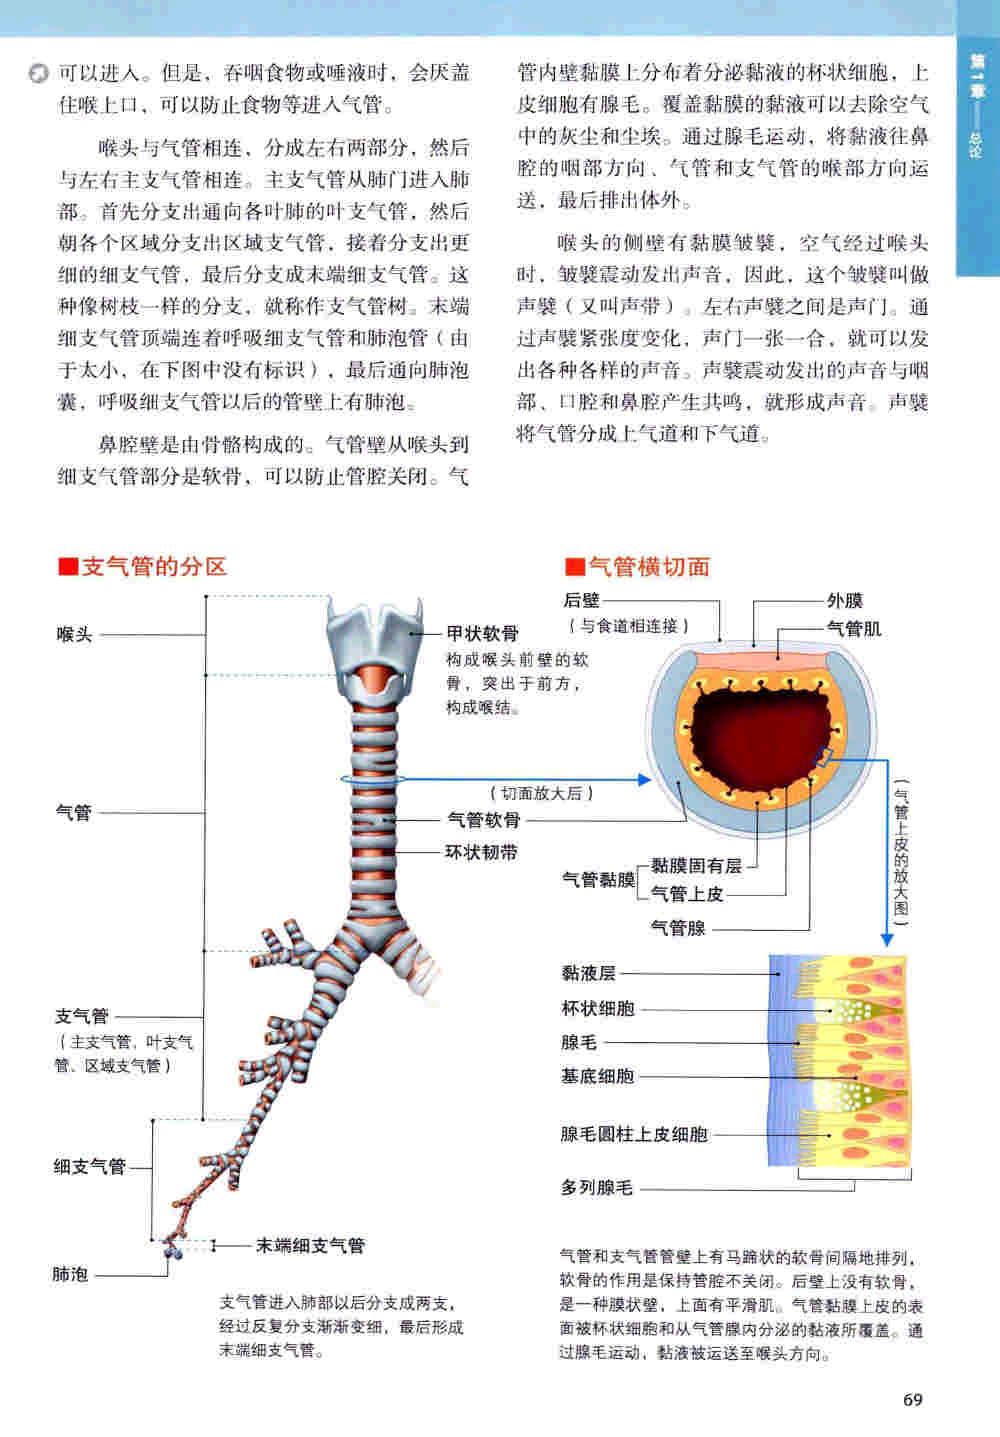 第1章——总论
可以进入。但是，吞咽食物或唾液时，会厌盖
住喉上口，可以防止食物等进入气管。
喉头与气管相连，分成左右两部分，然后
与左右主支气管相连。主支气管从肺门进入肺
部。首先分支出通向各叶肺的叶支气管，然后
朝各个区域分支出区域支气管，接着分支出更
细的细支气管，最后分支成末端细支气管。这
种像树枝一样的分支，就称作支气管树。末端
细支气管顶端连着呼吸细支气管和肺泡管（由
于太小，在下图中没有标识），最后通向肺泡
囊，呼吸细支气管以后的管壁上有肺泡。
鼻腔壁是由骨骼构成的。气管壁从喉头到
细支气管部分是软骨，可以防止管腔关闭。气
管内壁黏膜上分布着分泌黏液的杯状细胞，上
皮细胞有腺毛。覆盖黏膜的黏液可以去除空气
中的灰尘和尘埃。通过腺毛运动，将黏液往鼻
腔的咽部方向、气管和支气管的喉部方向运
送，最后排出体外。
喉头的侧壁有黏膜皱襞，空气经过喉头
时，皱襞震动发出声音，因此，这个皱襞叫做
声襞（又叫声带）。左右声襞之间是声门。通
过声襞紧张度变化，声门一张一合，就可以发
出各种各样的声音。声襞震动发出的声音与咽
部、口腔和鼻腔产生共鸣，就形成声音。声襞
将气管分成上气道和下气道。
■支气管的分区
喉头
甲状软骨
构成喉头前壁的软
骨，突出于前方，
构成喉结。
（切面放大后）
气管
气管软骨
环状韧带
支气管
（主支气管，叶支气
管、区域支气管）
细支气管
末端细支气管
肺泡
支气管进入肺部以后分支成两支，
经过反复分支渐渐变细，最后形成
末端细支气管。
■气管横切面
后壁
（与食道相连接）
外膜
气管肌
气管黏膜
黏膜固有层
气管上皮
气管腺
（气管上皮的放大图）
黏液层
杯状细胞
腺毛
基底细胞
腺毛圆柱上皮细胞
多列腺毛
气管和支气管管壁上有马蹄状的软骨间隔地排列，
软骨的作用是保持管腔不关闭。后壁上没有软骨，
是一种膜状壁，上面有平滑肌。气管黏膜上皮的表
面被杯状细胞和从气管腺内分泌的黏液所覆盖。通
过腺毛运动，黏液被运送至喉头方向。
69